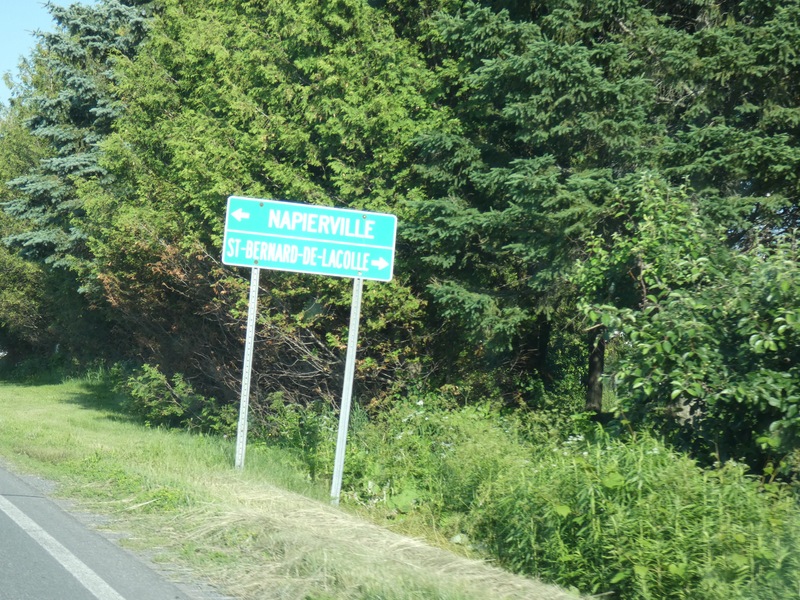 ← NAPIERVILLE
ST-BERNARD-DE-LACOLLE →